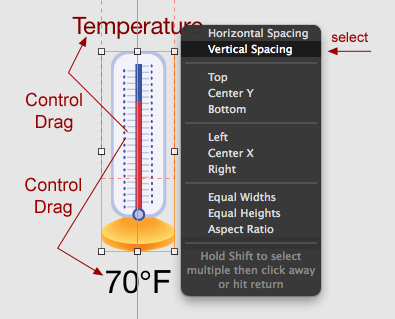 Temperature
Horizontal Spacing
Vertical Spacing
select
Top
Center Y
Bottom
Control
Drag
Left
Center X
Right
Control
Drag
Equal Widths
Equal Heights
Aspect Ratio
Hold Shift to select
multiple then click away
or hit return
70°F